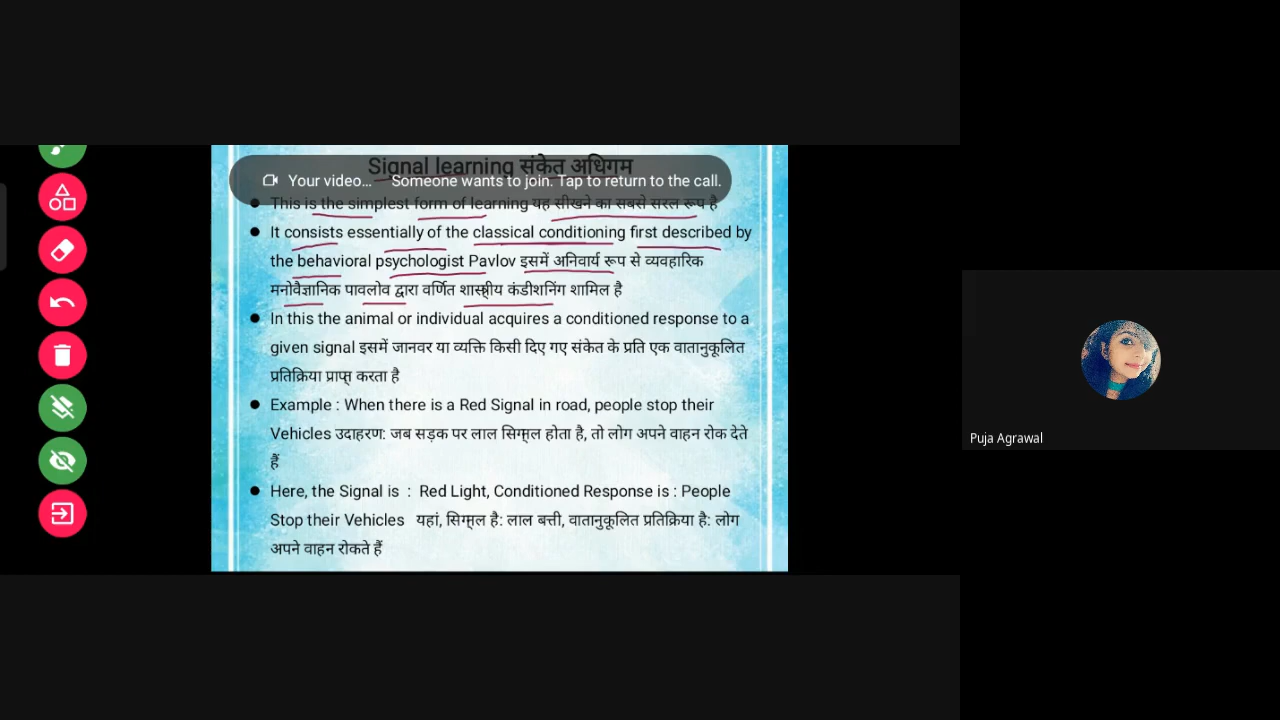 Signal learning संकेत अधिगम
Your video... Someone wants to join. Tap to return to the call.
● This is the simplest form of learning यह सीखने का सबसे सरल रूप है
● It consists essentially of the classical conditioning first described by
the behavioral psychologist Pavlov इसमें अनिवार्य रूप से व्यवहारिक
मनोवैज्ञानिक पावलोव द्वारा वर्णित शास्त्रीय कंडीशनिंग शामिल है
● In this the animal or individual acquires a conditioned response to a
given signal इसमें जानवर या व्यक्ति किसी दिए गए संकेत के प्रति एक वातानुकूलित
प्रतिक्रिया प्राप्त करता है
● Example : When there is a Red Signal in road, people stop their
Vehicles उदाहरण: जब सड़क पर लाल सिग्नल होता है, तो लोग अपने वाहन रोक देते
हैं
● Here, the Signal is : Red Light, Conditioned Response is : People
Stop their Vehicles यहां, सिग्नल है: लाल बत्ती, वातानुकूलित प्रतिक्रिया है: लोग
अपने वाहन रोकते हैं
Puja Agrawal